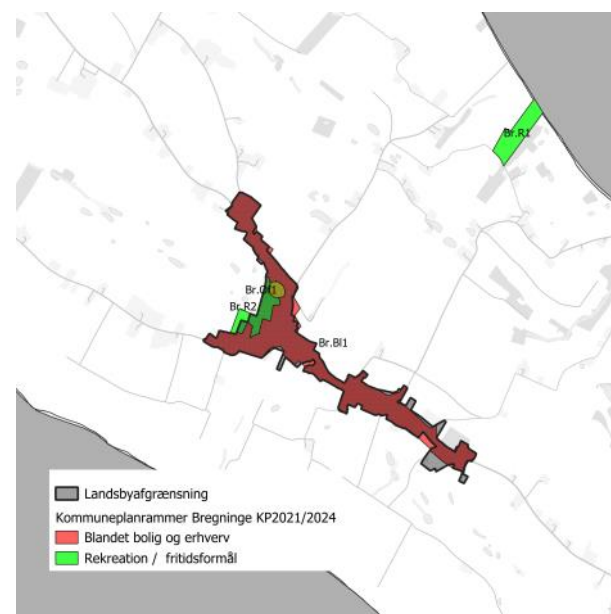 Br.R1
Br.Of1
Br.R2
Br.Bl1
Landsbyafgrænsning
Kommuneplanrammer Bregninge KP2021/2024
Blandet bolig og erhverv
Rekreation / fritidsformål